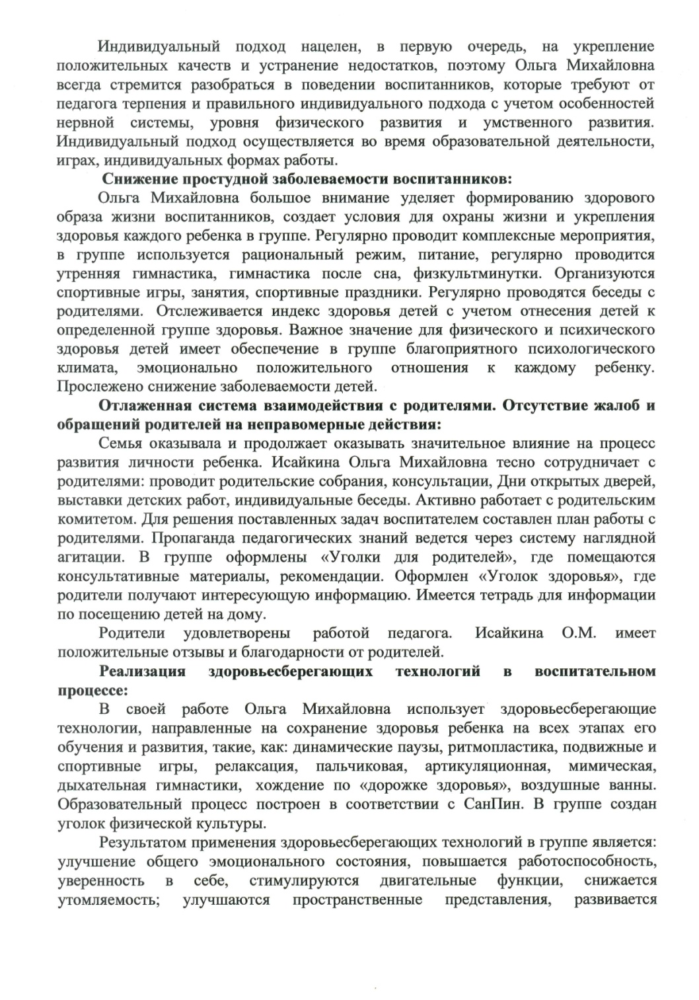 Индивидуальный подход нацелен, в первую очередь, на укрепление
положительных качеств и устранение недостатков, поэтому Ольга Михайловна
всегда стремится разобраться в поведении воспитанников, которые требуют от
педагога терпения и правильного индивидуального подхода с учетом особенностей
нервной системы, уровня физического развития и умственного развития.
Индивидуальный подход осуществляется во время образовательной деятельности,
играх, индивидуальных формах работы.
Снижение простудной заболеваемости воспитанников:
Ольга Михайловна большое внимание уделяет формированию здорового
образа жизни воспитанников, создает условия для охраны жизни и укрепления
здоровья каждого ребенка в группе. Регулярно проводит комплексные мероприятия,
в группе используется рациональный режим, питание, регулярно проводится
утренняя гимнастика, гимнастика после сна, физкультминутки. Организуются
спортивные игры, занятия, спортивные праздники. Регулярно проводятся беседы с
родителями. Отслеживается индекс здоровья детей с учетом отнесения детей к
определенной группе здоровья. Важное значение для физического и психического
здоровья детей имеет обеспечение в группе благоприятного психологического
климата, эмоционально положительного отношения к каждому ребенку.
Прослежено снижение заболеваемости детей.
Отлаженная система взаимодействия с родителями. Отсутствие жалоб и
обращений родителей на неправомерные действия:
Семья оказывала и продолжает оказывать значительное влияние на процесс
развития личности ребенка. Исайкина Ольга Михайловна тесно сотрудничает с
родителями: проводит родительские собрания, консультации, Дни открытых дверей,
выставки детских работ, индивидуальные беседы. Активно работает с родительским
комитетом. Для решения поставленных задач воспитателем составлен план работы с
родителями. Пропаганда педагогических знаний ведется через систему наглядной
агитации. В группе оформлены «Уголки для родителей», где помещаются
консультативные материалы, рекомендации. Оформлен «Уголок здоровья», где
родители получают интересующую информацию. Имеется тетрадь для информации
по посещению детей на дому.
Родители удовлетворены работой педагога. Исайкина О.М. имеет
положительные отзывы и благодарности от родителей.
Реализация здоровьесберегающих технологий в воспитательном
процессе:
В своей работе Ольга Михайловна использует здоровьесберегающие
технологии, направленные на сохранение здоровья ребенка на всех этапах его
обучения и развития, такие, как: динамические паузы, ритмопластика, подвижные и
спортивные игры, релаксация, пальчиковая, артикуляционная, мимическая,
дыхательная гимнастики, хождение по «дорожке здоровья», воздушные ванны.
Образовательный процесс построен в соответствии с СанПин. В группе создан
уголок физической культуры.
Результатом применения здоровьесберегающих технологий в группе является:
улучшение общего эмоционального состояния, повышается работоспособность,
уверенность в себе, стимулируются двигательные функции, снижается
утомляемость; улучшаются пространственные представления, развивается